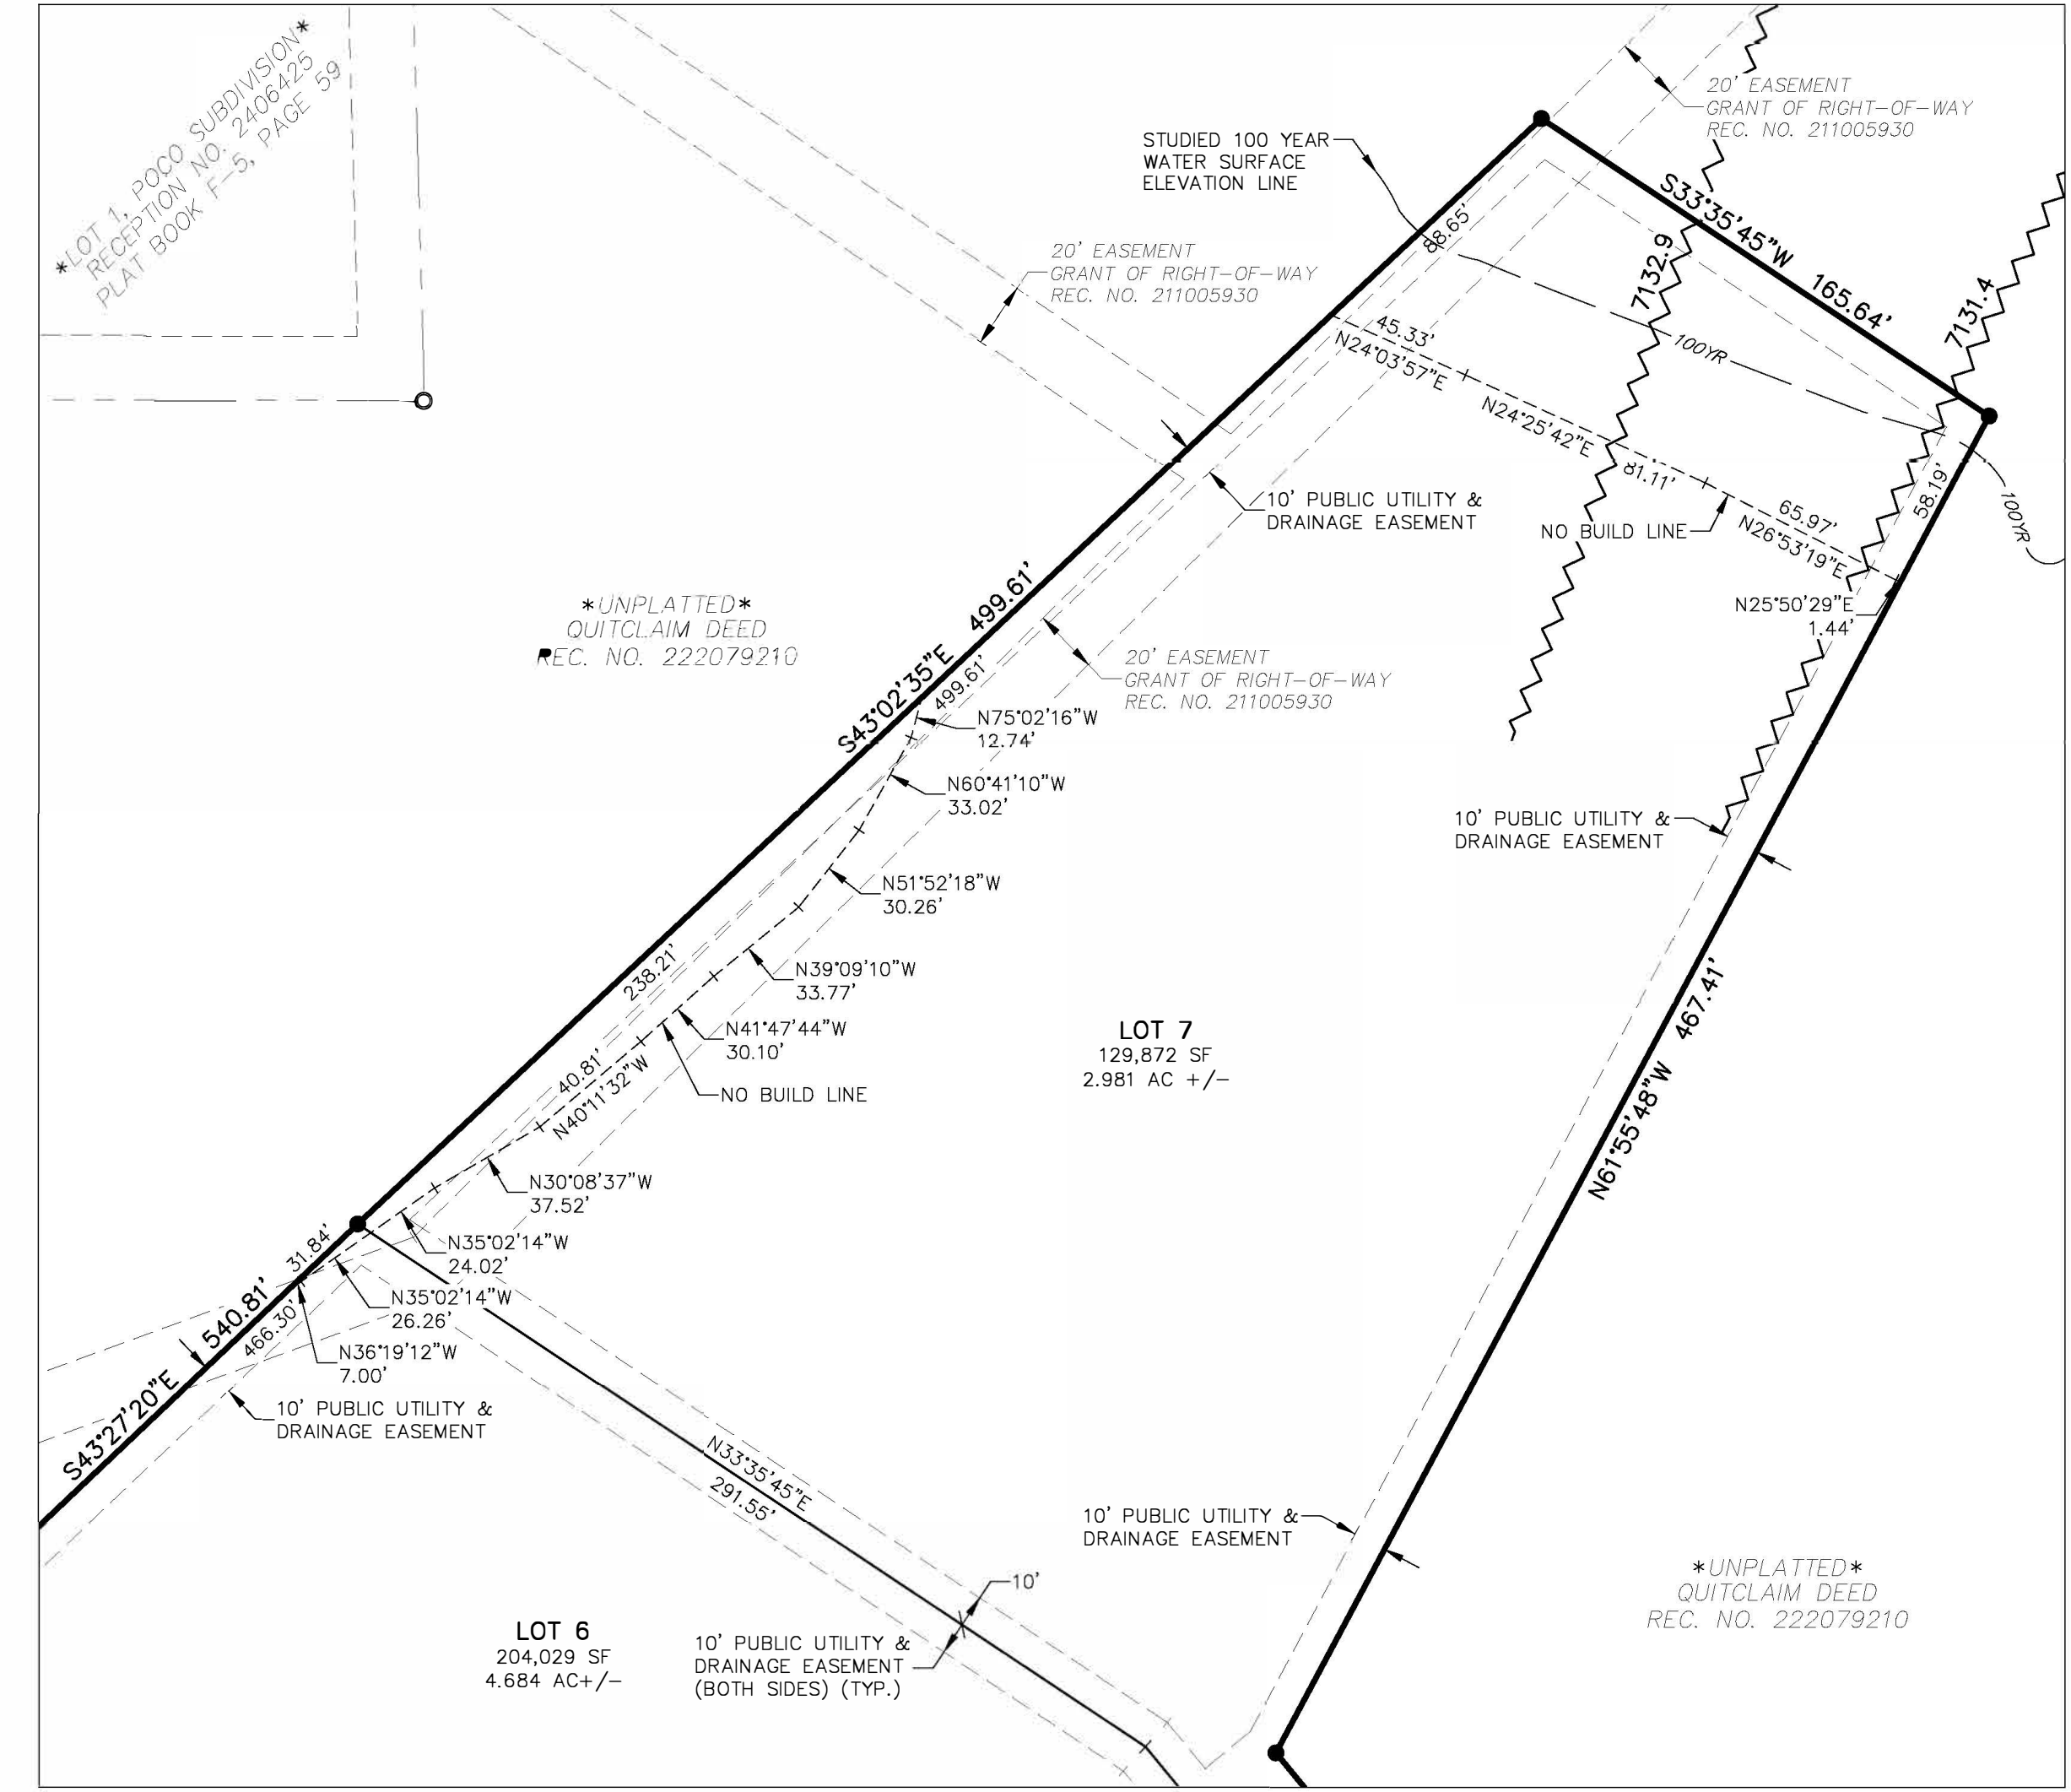 *LOT 1, POCO SUBDIVISION*
RECEPTION NO. 2406425
PLAT BOOK F-5, PAGE 59
20' EASEMENT
GRANT OF RIGHT-OF-WAY
REC. NO. 211005930
STUDIED 100 YEAR
WATER SURFACE
ELEVATION LINE
S33°35'45"W 165.64'
88.65'
7132.9
7131.4
20' EASEMENT
GRANT OF RIGHT-OF-WAY
REC. NO. 211005930
45.33'
N24°03'57"E
100YR
N24°25'42"E
81.11'
58.19'
100YR
10' PUBLIC UTILITY &
DRAINAGE EASEMENT
NO BUILD LINE
65.97'
N26°53'19"E
N25°50'29"E
1.44'
*UNPLATTED*
QUITCLAIM DEED
REC. NO. 222079210
S43°02'35"E 499.61'
499.61'
20' EASEMENT
GRANT OF RIGHT-OF-WAY
REC. NO. 211005930
N75°02'16"W
12.74'
N60°41'10"W
33.02'
10' PUBLIC UTILITY &
DRAINAGE EASEMENT
N51°52'18"W
30.26'
238.21'
N39°09'10"W
33.77'
N41°47'44"W
30.10'
LOT 7
129,872 SF
2.981 AC +/-
N61°55'48"W 467.41'
40.81'
N40°11'32"W
NO BUILD LINE
N30°08'37"W
37.52'
31.84'
N35°02'14"W
24.02'
N35°02'14"W
26.26'
S43°27'20"E 540.81'
466.30'
N36°19'12"W
7.00'
10' PUBLIC UTILITY &
DRAINAGE EASEMENT
N33°35'45"E
291.55'
10' PUBLIC UTILITY &
DRAINAGE EASEMENT
10'
*UNPLATTED*
QUITCLAIM DEED
REC. NO. 222079210
LOT 6
204,029 SF
4.684 AC+/-
10' PUBLIC UTILITY &
DRAINAGE EASEMENT
(BOTH SIDES) (TYP.)